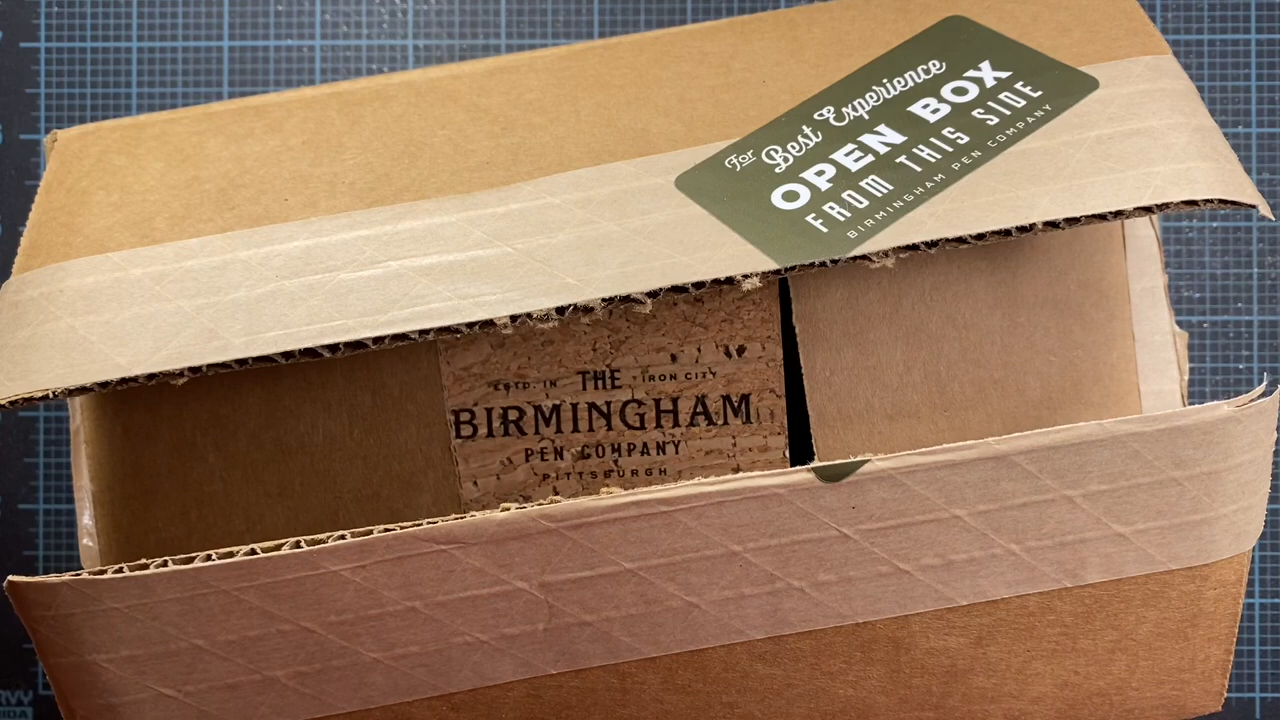 For Best Experience
OPEN BOX
FROM THIS SIDE
BIRMINGHAM PEN COMPANY
ESTD. IN THE IRON CITY
BIRMINGHAM
PEN COMPANY
PITTSBURGH